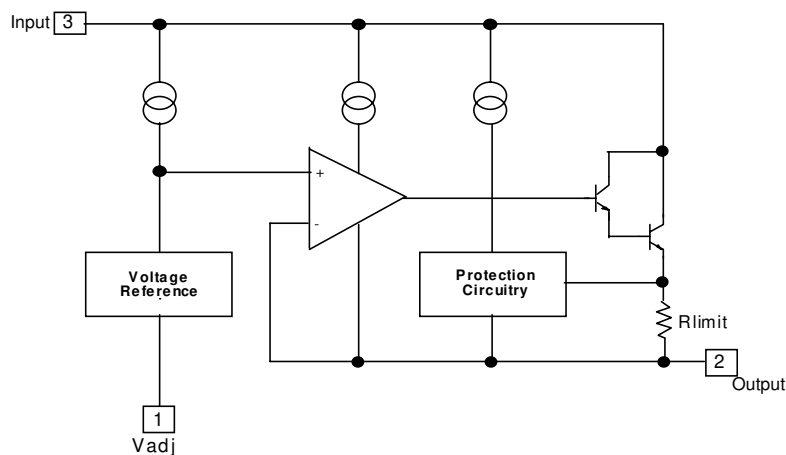 Input 3
+
-
Voltage
Reference
Protection
Circuitry
Rlimit
2
Output
1
Vadj